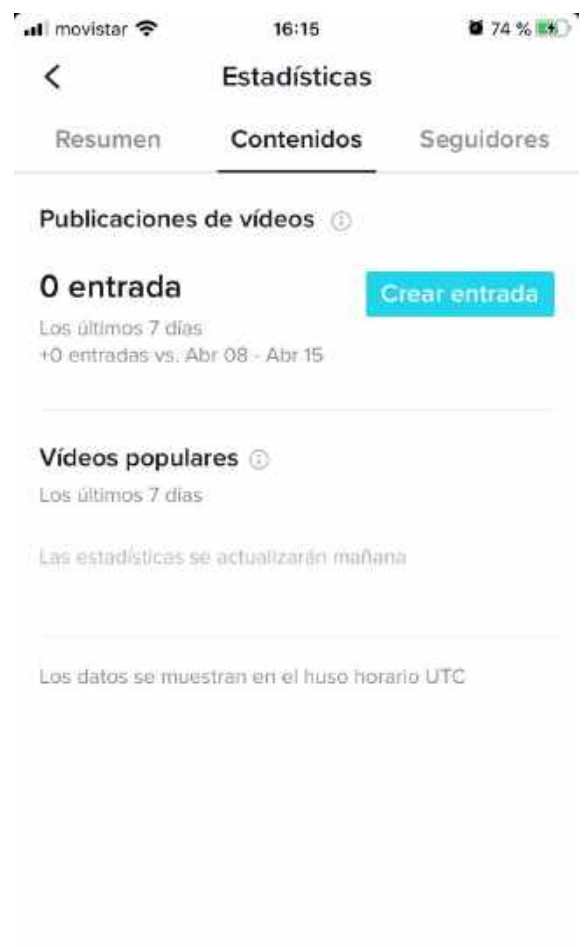 movistar 16:15 74 %
Estadísticas
Resumen Contenidos Seguidores
Publicaciones de vídeos
0 entrada
Crear entrada
Los últimos 7 días
+0 entradas vs. Abr 08 - Abr 15
Vídeos populares
Los últimos 7 días
Las estadísticas se actualizarán mañana
Los datos se muestran en el huso horario UTC